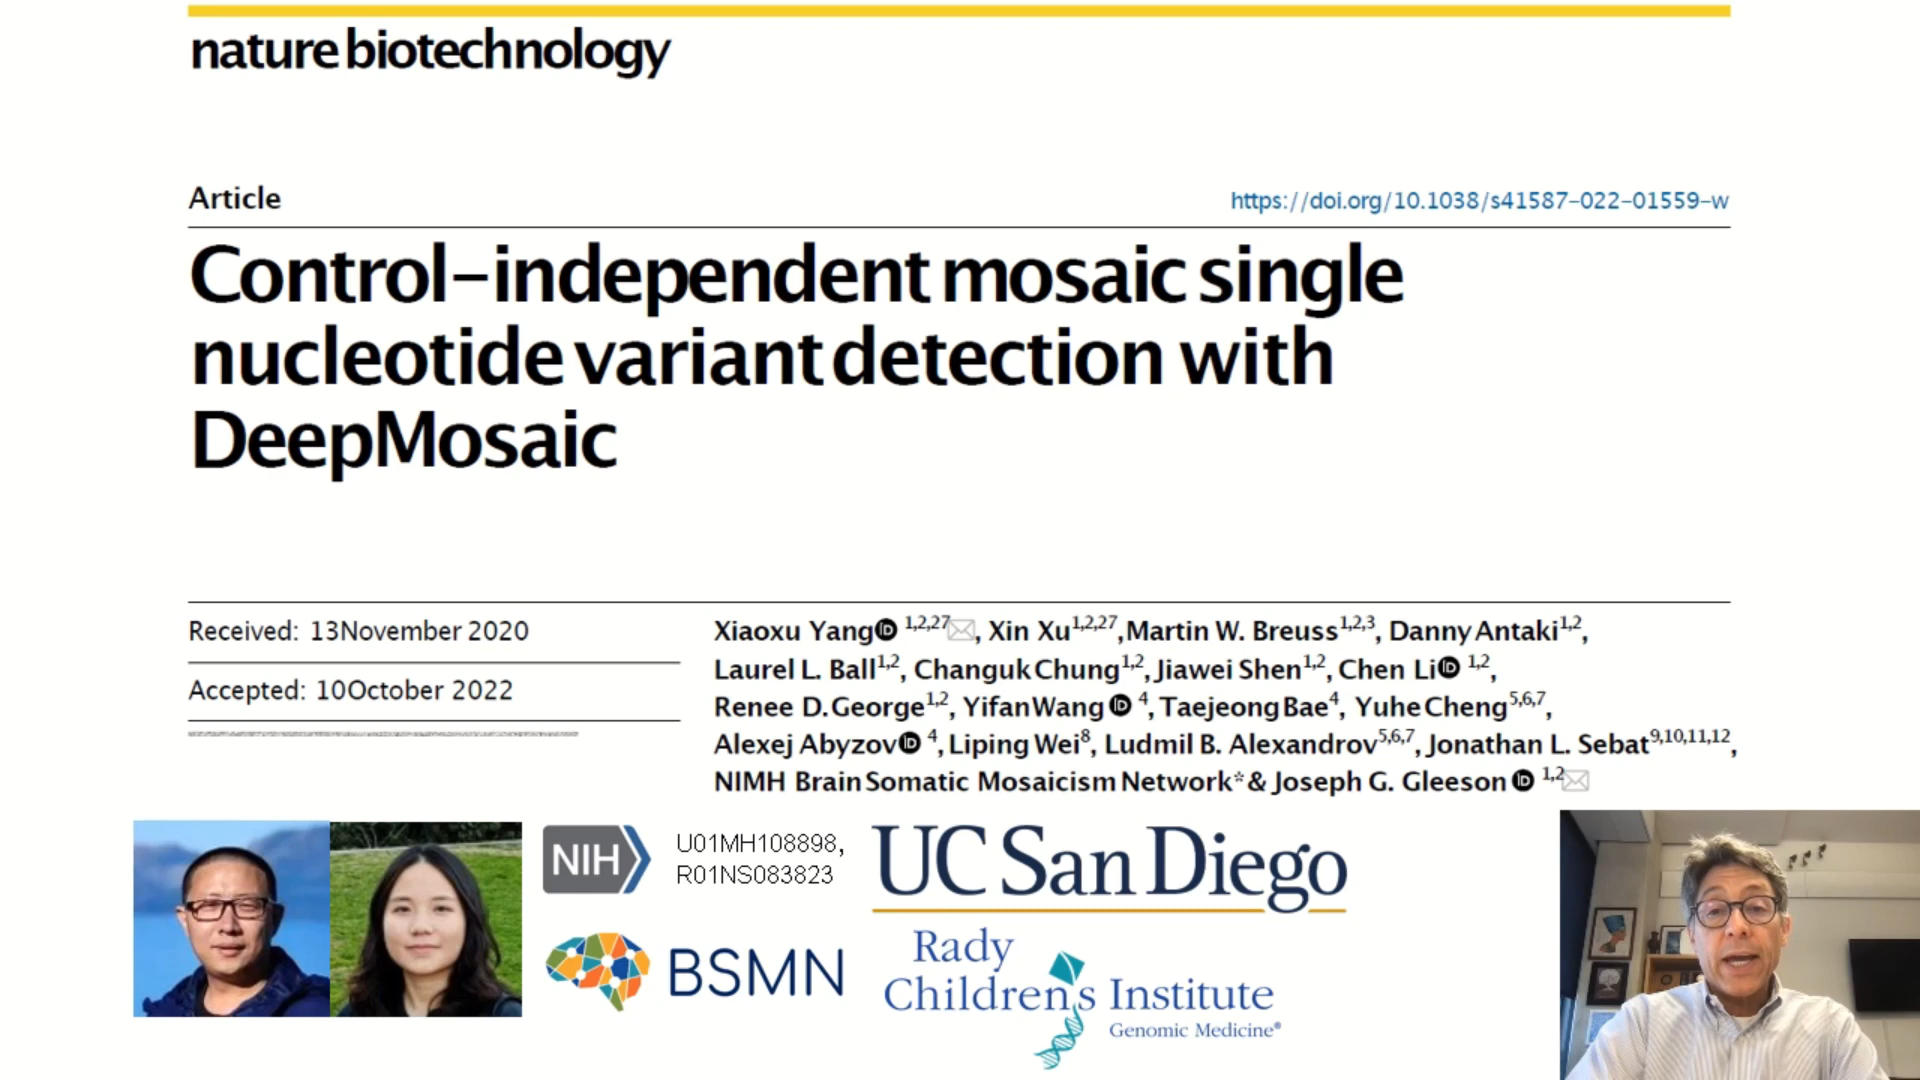 nature biotechnology
Article
https://doi.org/10.1038/s41587-022-01559-w
Control-independent mosaic single
nucleotide variant detection with
DeepMosaic
Received: 13November 2020
Accepted: 10October 2022
Xiaoxu Yang 1,2,27, Xin Xu1,2,27, Martin W. Breuss1,2,3, Danny Antaki1,2,
Laurel L. Ball1,2, Changuk Chung1,2, Jiawei Shen1,2, Chen Li 1,2,
Renee D. George1,2, Yifan Wang 4, Taejeong Bae4, Yuhe Cheng5,6,7,
Alexej Abyzov 4, Liping Wei8, Ludmil B. Alexandrov5,6,7, Jonathan L. Sebat9,10,11,12,
NIMH Brain Somatic Mosaicism Network* & Joseph G. Gleeson 1,2
NIH
U01MH108898,
R01NS083823
UC San Diego
BSMN
Rady
Children's Institute
Genomic Medicine®